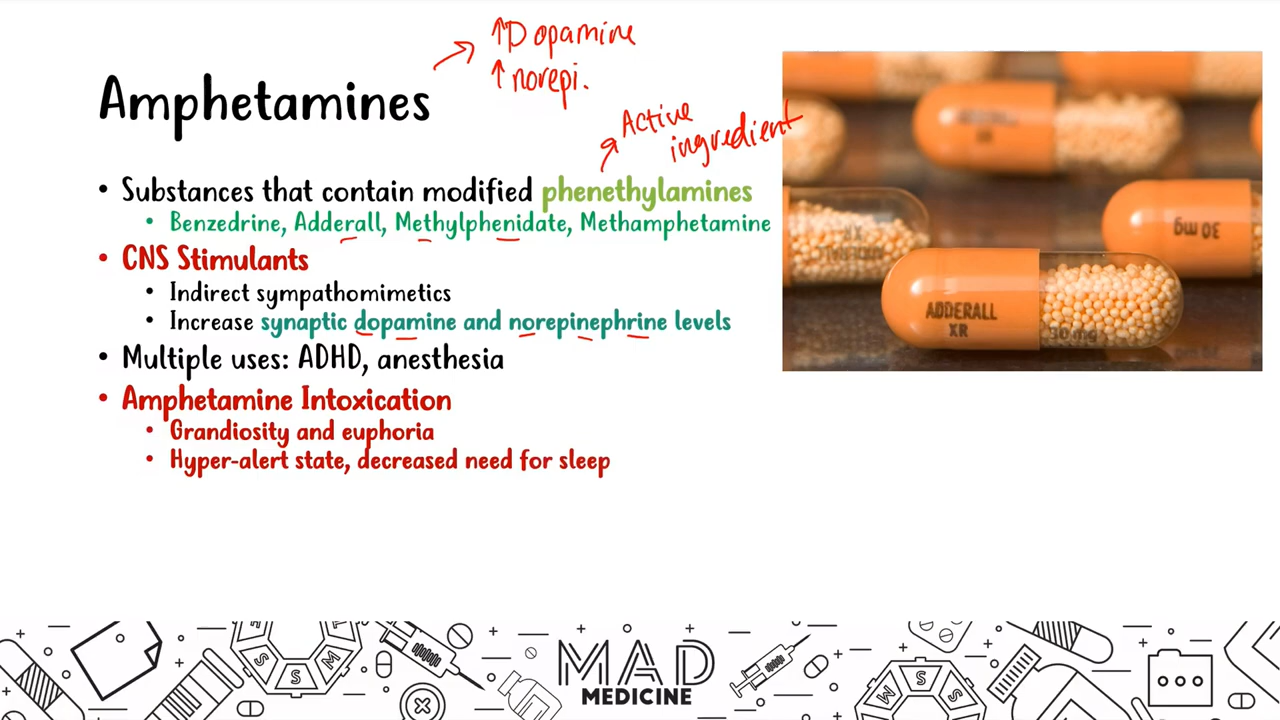 ↑Dopamine
↑norepi.
Amphetamines
Active
ingredient
• Substances that contain modified phenethylamines
• Benzedrine, Adderall, Methylphenidate, Methamphetamine
• CNS Stimulants
• Indirect sympathomimetics
• Increase synaptic dopamine and norepinephrine levels
• Multiple uses: ADHD, anesthesia
• Amphetamine Intoxication
• Grandiosity and euphoria
• Hyper-alert state, decreased need for sleep
30 mg
ADDERALL
XR
30 mg
S
S
M
MAD
MEDICINE
M
S
S